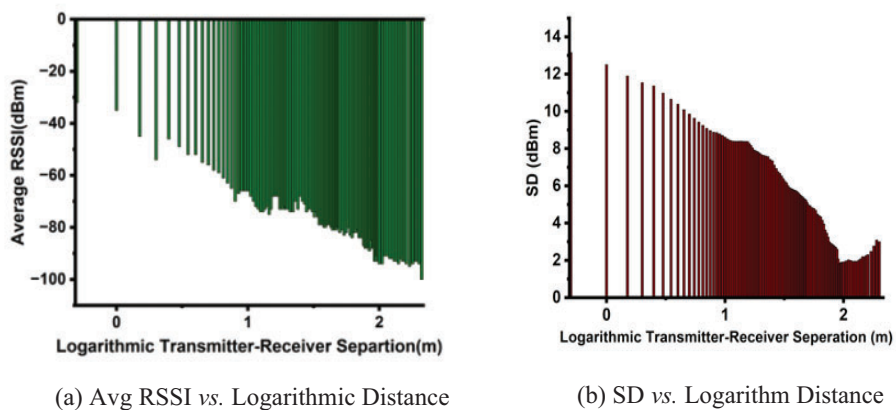 0
−20
−40
−60
−80
−100
Average RSSI(dBm)
0 1 2
Logarithmic Transmitter-Receiver Separtion(m)
(a) Avg RSSI vs. Logarithmic Distance
14
12
10
8
6
4
2
0
SD (dBm)
0 1 2
Logarithmic Transmitter-Receiver Seperation (m)
(b) SD vs. Logarithm Distance